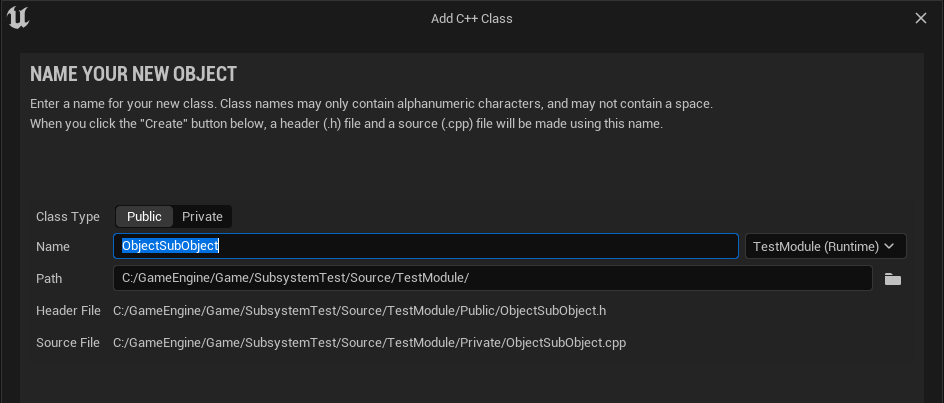 Add C++ Class
NAME YOUR NEW OBJECT
Enter a name for your new class. Class names may only contain alphanumeric characters, and may not contain a space.
When you click the "Create" button below, a header (.h) file and a source (.cpp) file will be made using this name.
Class Type Public Private
Name ObjectSubObject TestModule (Runtime)
Path C:/GameEngine/Game/SubsystemTest/Source/TestModule/
Header File C:/GameEngine/Game/SubsystemTest/Source/TestModule/Public/ObjectSubObject.h
Source File C:/GameEngine/Game/SubsystemTest/Source/TestModule/Private/ObjectSubObject.cpp